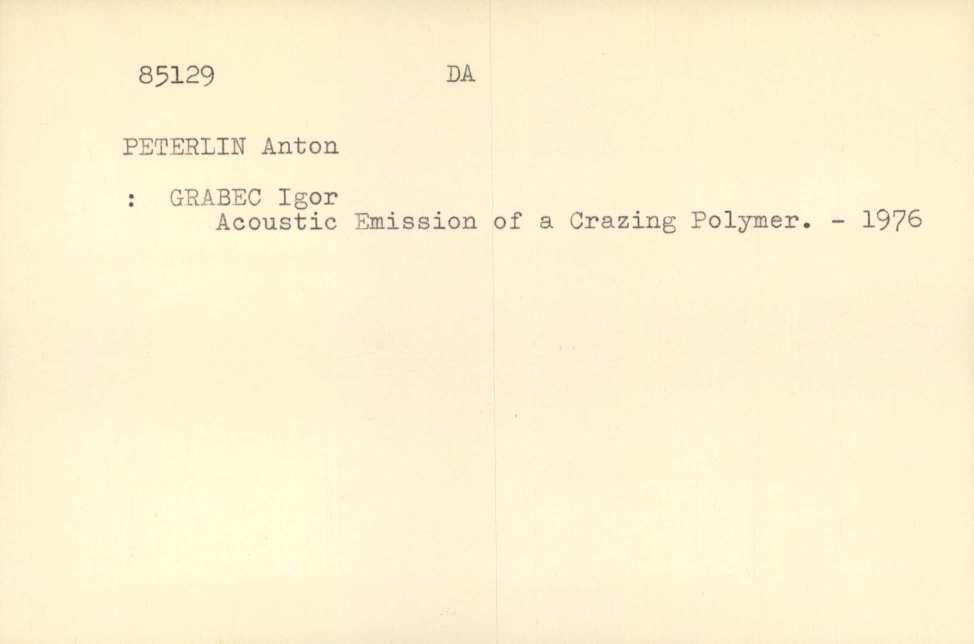 85129 DA
PETERLIN Anton
: GRABEC Igor
Acoustic Emission of a Crazing Polymer. - 1976